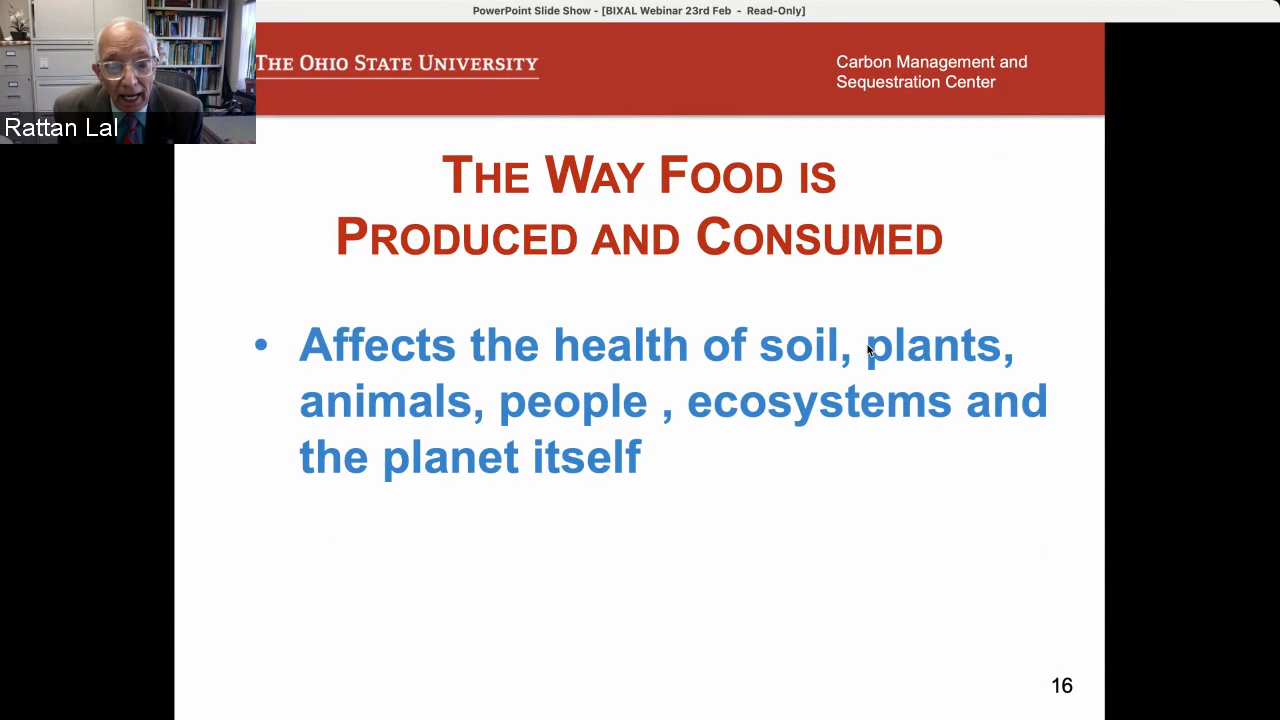 PowerPoint Slide Show - [BIXAL Webinar 23rd Feb - Read-Only]
THE OHIO STATE UNIVERSITY
Carbon Management and
Sequestration Center
Rattan Lal
THE WAY FOOD IS
PRODUCED AND CONSUMED
• Affects the health of soil, plants,
animals, people , ecosystems and
the planet itself
16